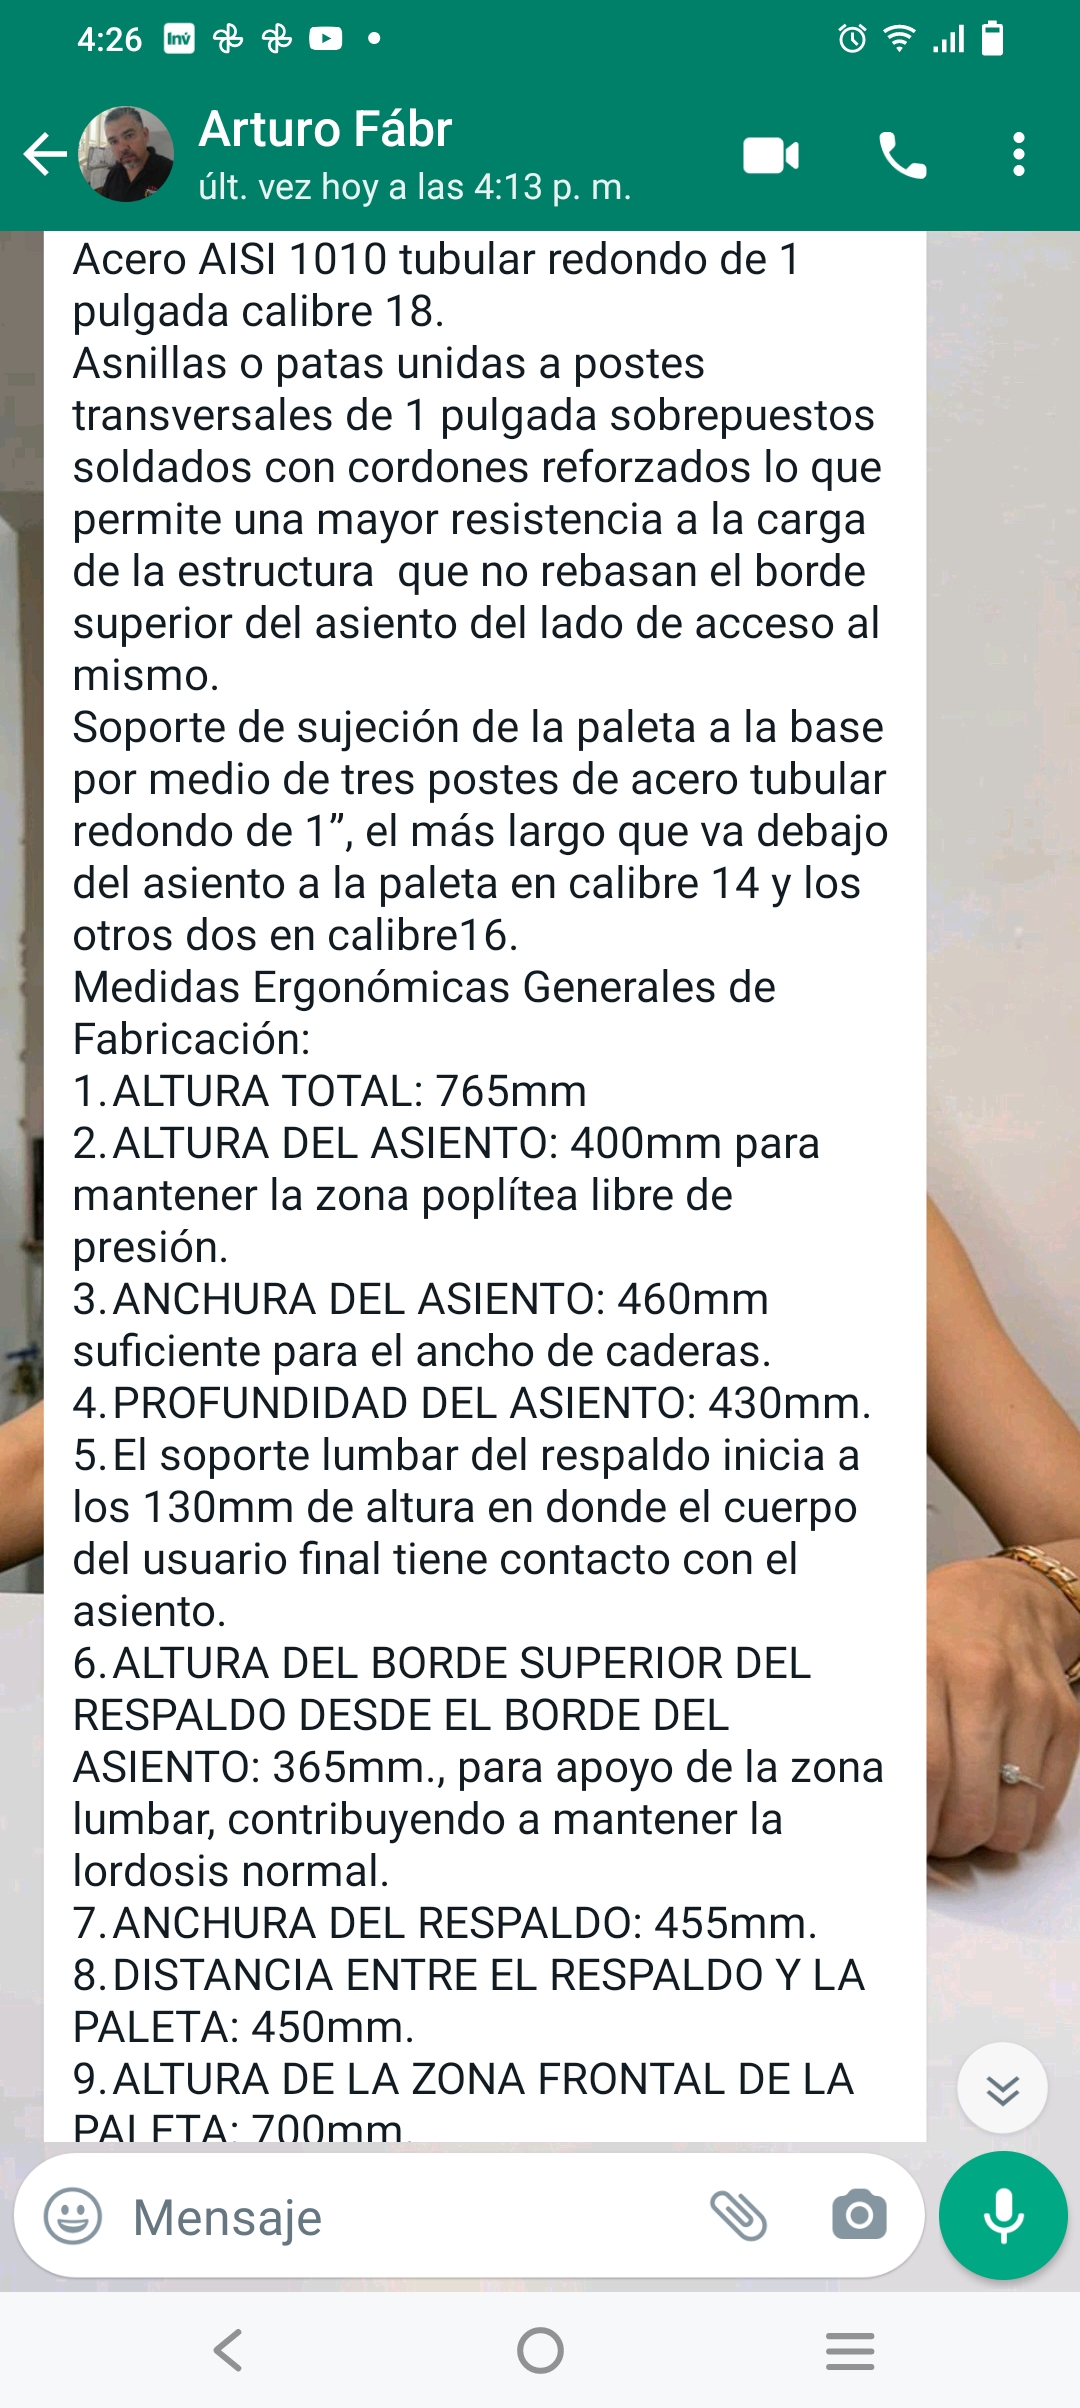 4:26
Inv
Arturo Fábr
últ. vez hoy a las 4:13 p. m.
Acero AISI 1010 tubular redondo de 1
pulgada calibre 18.
Asnillas o patas unidas a postes
transversales de 1 pulgada sobrepuestos
soldados con cordones reforzados lo que
permite una mayor resistencia a la carga
de la estructura  que no rebasan el borde
superior del asiento del lado de acceso al
mismo.
Soporte de sujeción de la paleta a la base
por medio de tres postes de acero tubular
redondo de 1”, el más largo que va debajo
del asiento a la paleta en calibre 14 y los
otros dos en calibre16.
Medidas Ergonómicas Generales de
Fabricación:
1.ALTURA TOTAL: 765mm
2.ALTURA DEL ASIENTO: 400mm para
mantener la zona poplítea libre de
presión.
3.ANCHURA DEL ASIENTO: 460mm
suficiente para el ancho de caderas.
4.PROFUNDIDAD DEL ASIENTO: 430mm.
5.El soporte lumbar del respaldo inicia a
los 130mm de altura en donde el cuerpo
del usuario final tiene contacto con el
asiento.
6.ALTURA DEL BORDE SUPERIOR DEL
RESPALDO DESDE EL BORDE DEL
ASIENTO: 365mm., para apoyo de la zona
lumbar, contribuyendo a mantener la
lordosis normal.
7.ANCHURA DEL RESPALDO: 455mm.
8.DISTANCIA ENTRE EL RESPALDO Y LA
PALETA: 450mm.
9.ALTURA DE LA ZONA FRONTAL DE LA
PALETA: 700mm.
Mensaje